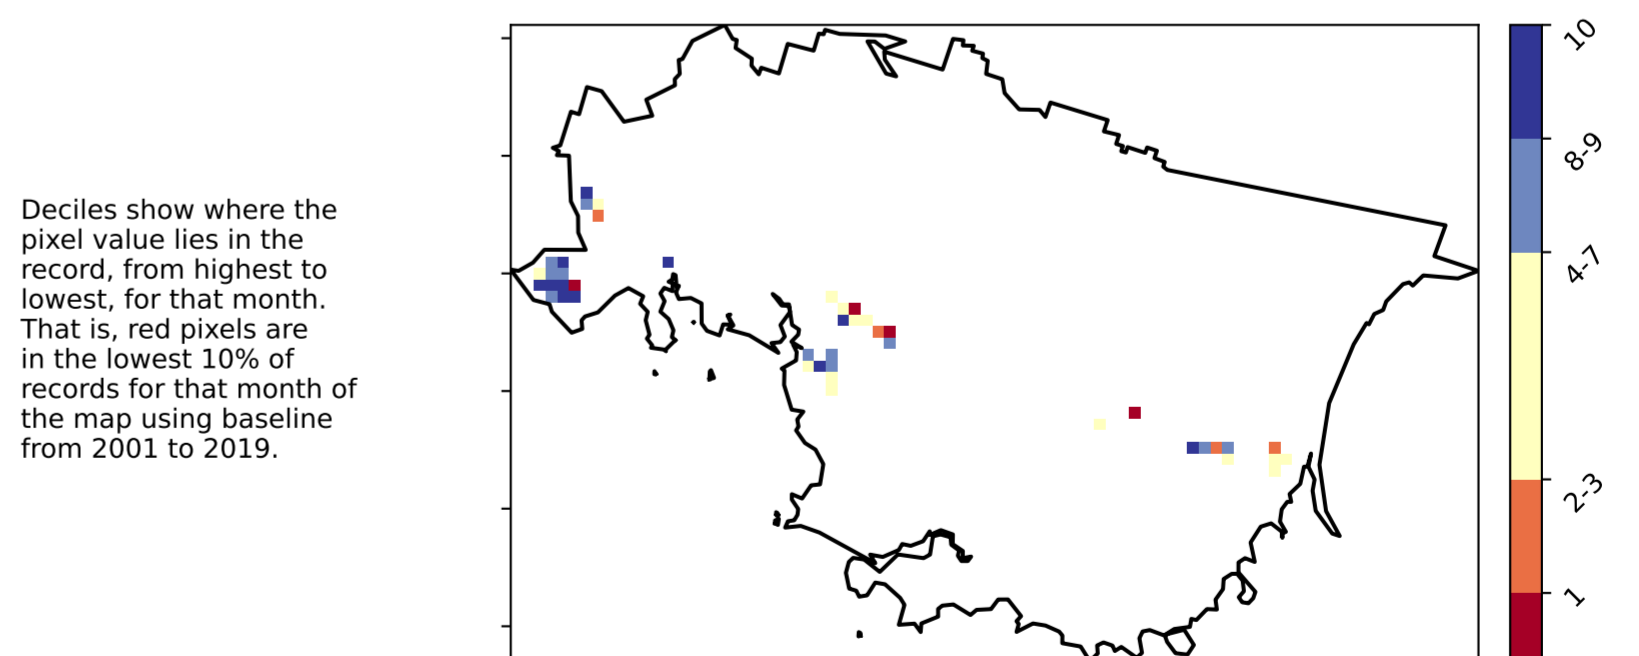 Deciles show where the
pixel value lies in the
record, from highest to
lowest, for that month.
That is, red pixels are
in the lowest 10% of
records for that month of
the map using baseline
from 2001 to 2019.
10
8-9
4-7
2-3
1